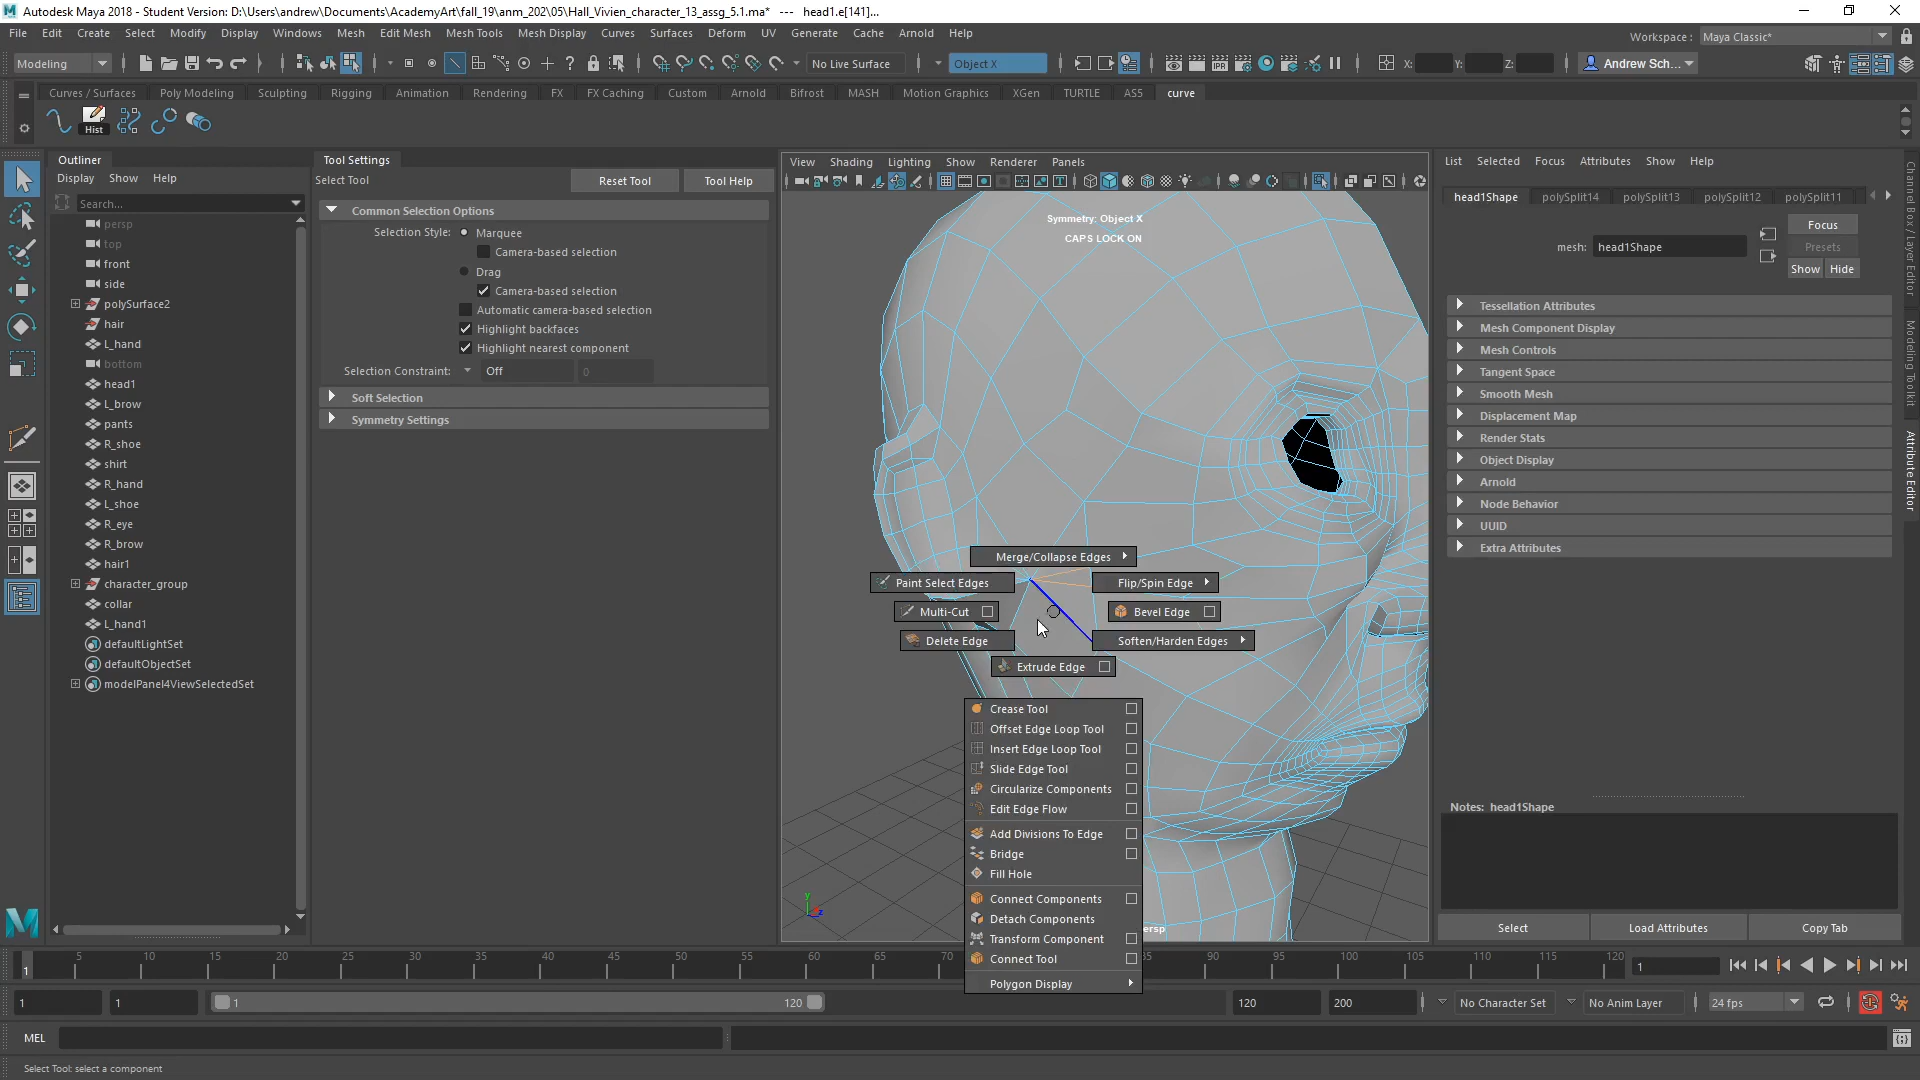 Autodesk Maya 2018 - Student Version: D:\Users\andrew\Documents\AcademyArt\fall_19\anm_202\05\Hall_Vivien_character_13_assg_5.1.ma*   ---   head1.e[141]...
File Edit Create Select Modify Display Windows Mesh Edit Mesh Mesh Tools Mesh Display Curves Surfaces Deform UV Generate Cache Arnold Help
Workspace : Maya Classic*
Modeling No Live Surface Object X IPR X: Y: Z: Andrew Sch...
Curves / Surfaces Poly Modeling Sculpting Rigging Animation Rendering FX FX Caching Custom Arnold Bifrost MASH Motion Graphics XGen TURTLE AS5 curve
Hist
Outliner
Display Show Help
Search...
persp
top
front
side
polySurface2
hair
L_hand
bottom
head1
L_brow
pants
R_shoe
shirt
R_hand
L_shoe
R_eye
R_brow
hair1
character_group
collar
L_hand1
defaultLightSet
defaultObjectSet
modelPanel4ViewSelectedSet
Tool Settings
Select Tool Reset Tool Tool Help
Common Selection Options
Selection Style: Marquee
Camera-based selection
Drag
Camera-based selection
Automatic camera-based selection
Highlight backfaces
Highlight nearest component
Selection Constraint: Off 0
Soft Selection
Symmetry Settings
View Shading Lighting Show Renderer Panels
Symmetry: Object X
CAPS LOCK ON
Merge/Collapse Edges
Paint Select Edges Flip/Spin Edge
Multi-Cut Bevel Edge
Delete Edge Soften/Harden Edges
Extrude Edge
Crease Tool
Offset Edge Loop Tool
Insert Edge Loop Tool
Slide Edge Tool
Circularize Components
Edit Edge Flow
Add Divisions To Edge
Bridge
Fill Hole
Connect Components
Detach Components
Transform Component
Connect Tool
Polygon Display
y
z
persp
List Selected Focus Attributes Show Help
head1Shape polySplit14 polySplit13 polySplit12 polySplit11
mesh: head1Shape
Focus
Presets
Show Hide
Tessellation Attributes
Mesh Component Display
Mesh Controls
Tangent Space
Smooth Mesh
Displacement Map
Render Stats
Object Display
Arnold
Node Behavior
UUID
Extra Attributes
Notes: head1Shape
Select Load Attributes Copy Tab
Channel Box / Layer Editor
Modeling Toolkit
Attribute Editor
1 5 10 15 20 25 30 35 40 45 50 55 60 65 70 85 90 95 100 105 110 115 120 1
1 1 1 120 120 200 No Character Set No Anim Layer 24 fps
MEL
Select Tool: select a component